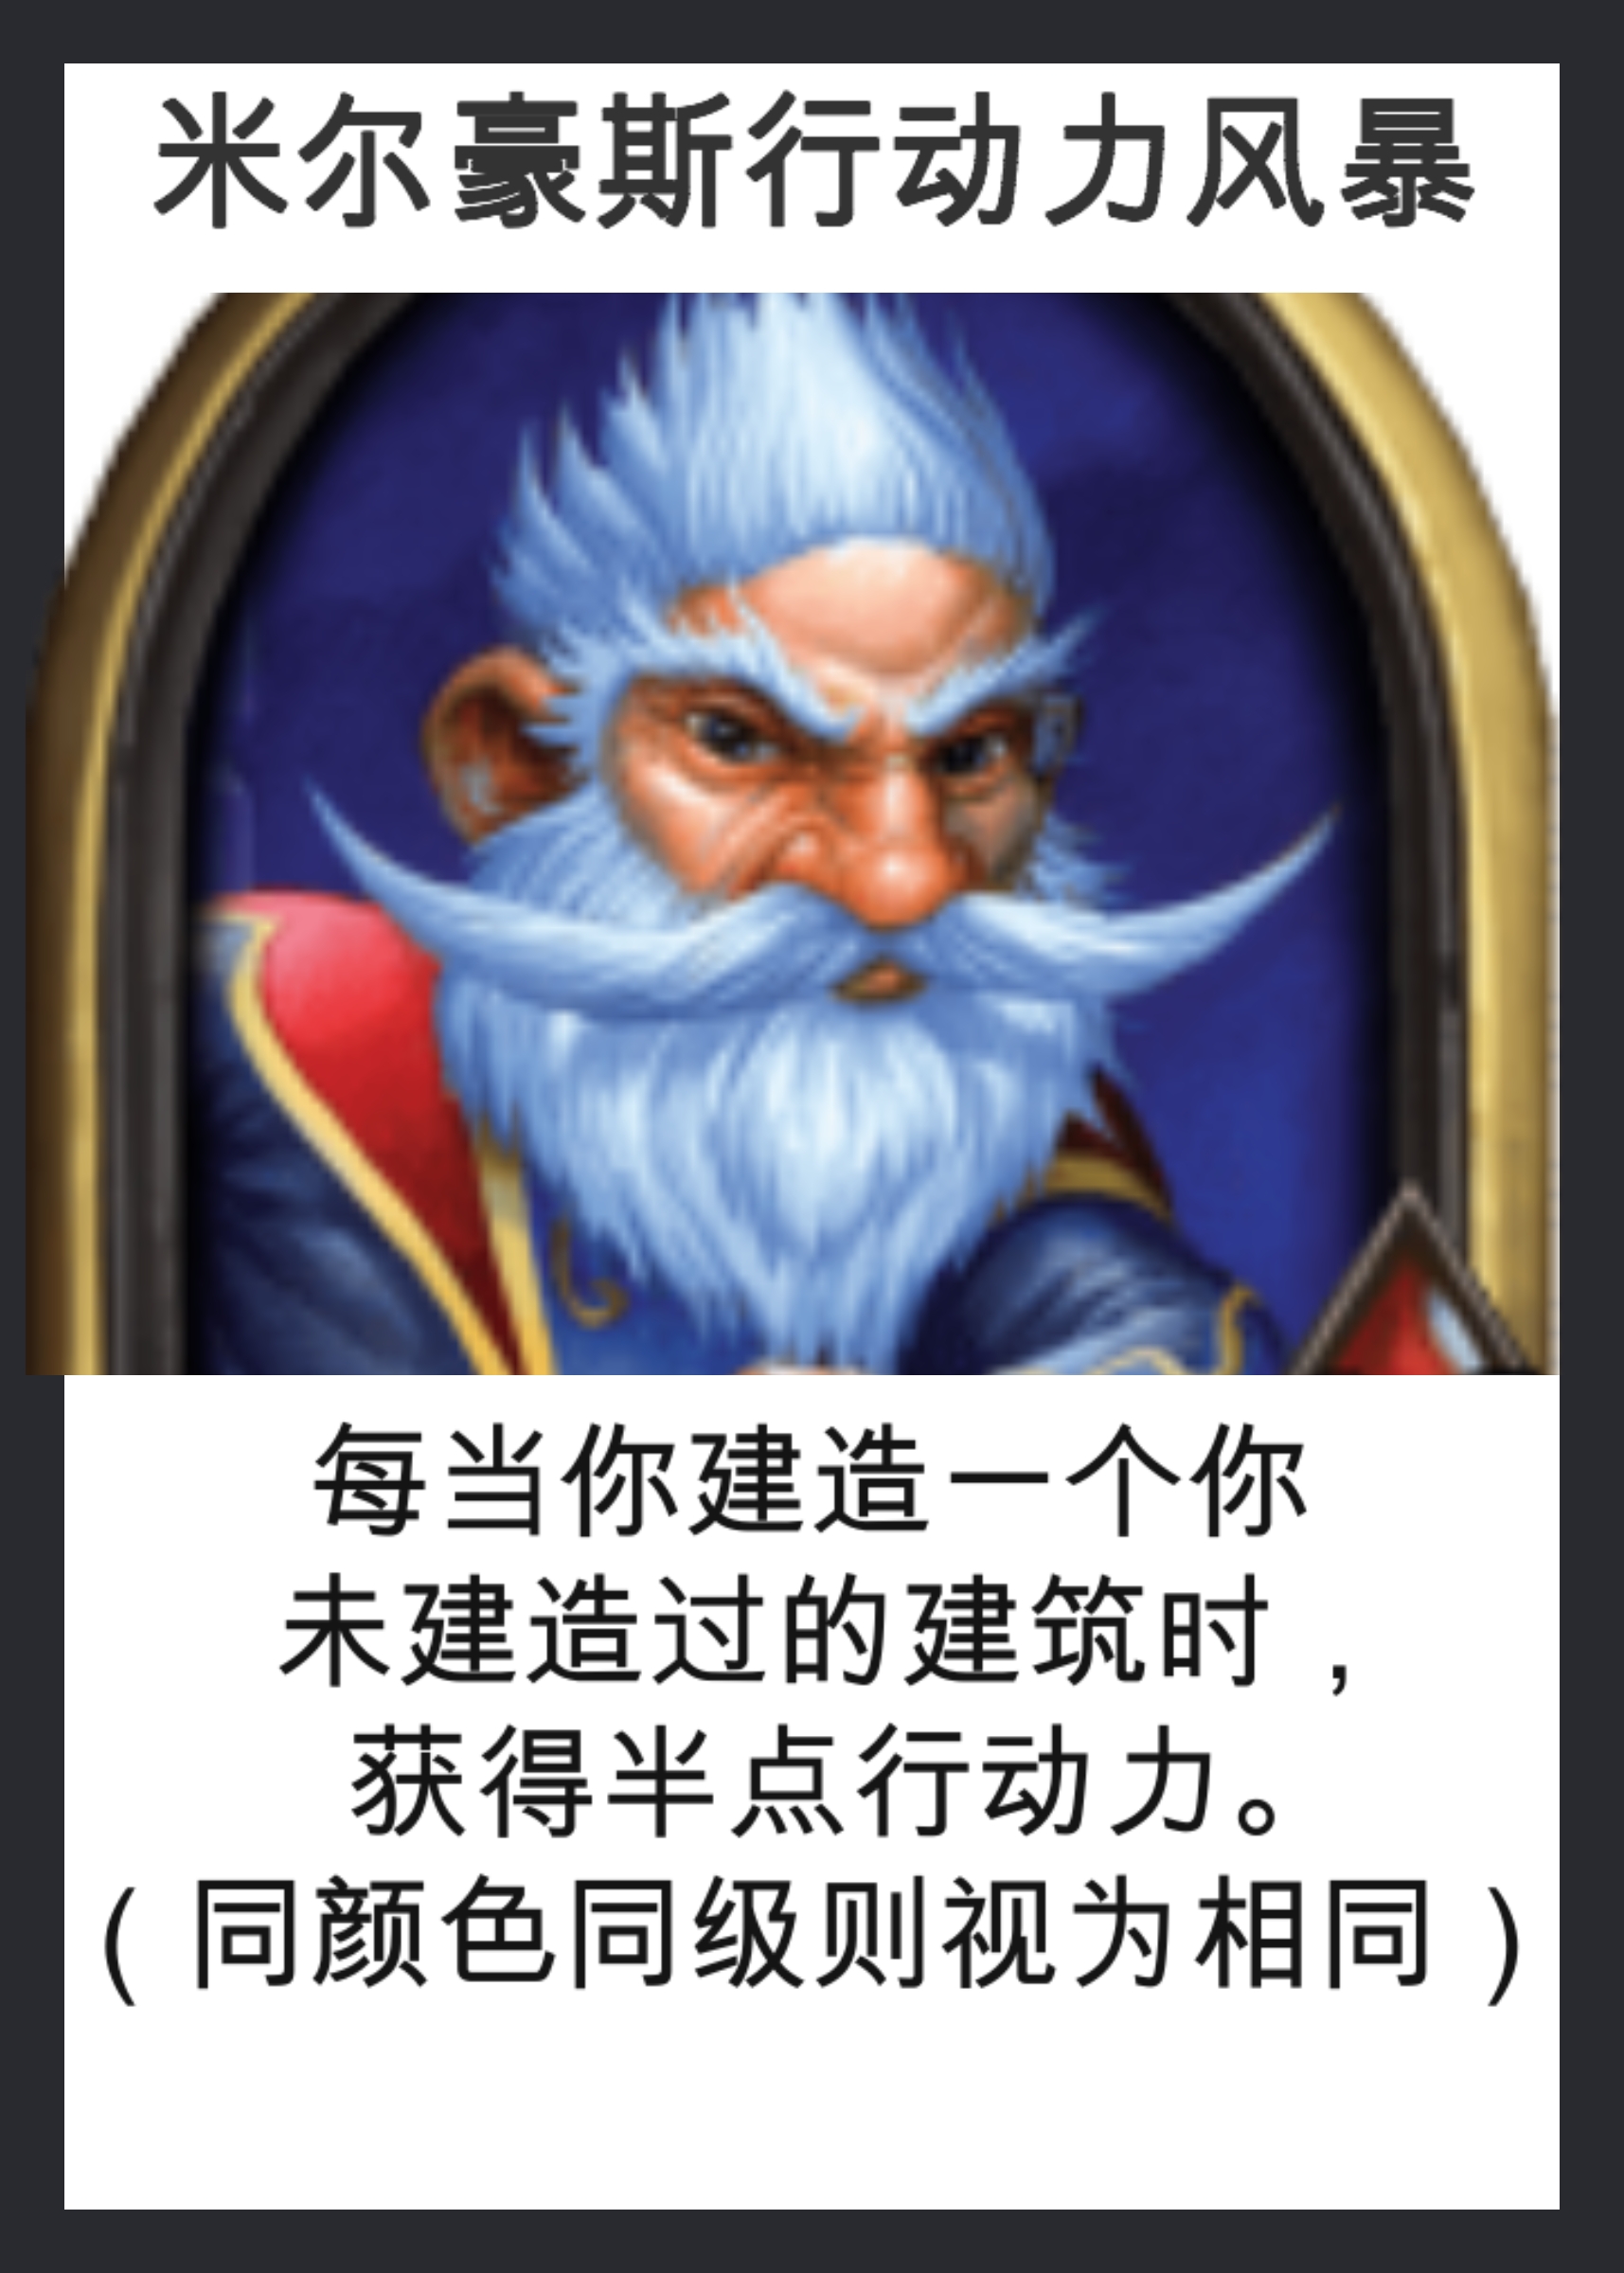 米尔豪斯行动力风暴
每当你建造一个你
未建造过的建筑时，
获得半点行动力。
（同颜色同级则视为相同）